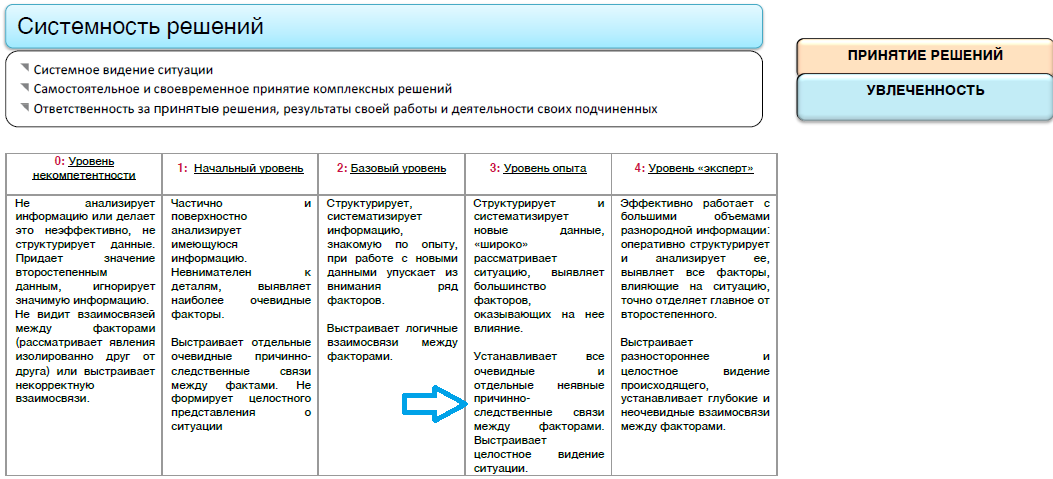 Системность решений
Системное видение ситуации
Самостоятельное и своевременное принятие комплексных решений
Ответственность за принятые решения, результаты своей работы и деятельности своих подчиненных
ПРИНЯТИЕ РЕШЕНИЙ
УВЛЕЧЕННОСТЬ
0: Уровень
некомпетентности
1: Начальный уровень
2: Базовый уровень
3: Уровень опыта
4: Уровень «эксперт»
Не анализирует
информацию или делает
это неэффективно, не
структурирует данные.
Придает значение
второстепенным
данным, игнорирует
значимую информацию.
Не видит взаимосвязей
между факторами
(рассматривает явления
изолированно друг от
друга) или выстраивает
некорректную
взаимосвязи.
Частично и
поверхностно
анализирует
имеющуюся
информацию.
Невнимателен к
деталям, выявляет
наиболее очевидные
факторы.
Выстраивает отдельные
очевидные причинно-
следственные связи
между фактами. Не
формирует целостного
представления о
ситуации
Структурирует,
систематизирует
информацию,
знакомую по опыту,
при работе с новыми
данными упускает из
внимания ряд
факторов.
Выстраивает логичные
взаимосвязи между
факторами.
Структурирует и
систематизирует
новые данные,
«широко»
рассматривает
ситуацию, выявляет
большинство
факторов,
оказывающих на нее
влияние.
Устанавливает все
очевидные и
отдельные неявные
причинно-
следственные связи
между факторами.
Выстраивает
целостное видение
ситуации.
Эффективно работает с
большими объемами
разнородной информации:
оперативно структурирует
и анализирует ее,
выявляет все факторы,
влияющие на ситуацию,
точно отделяет главное от
второстепенного.
Выстраивает
разностороннее и
целостное видение
происходящего,
устанавливает глубокие и
неочевидные взаимосвязи
между факторами.